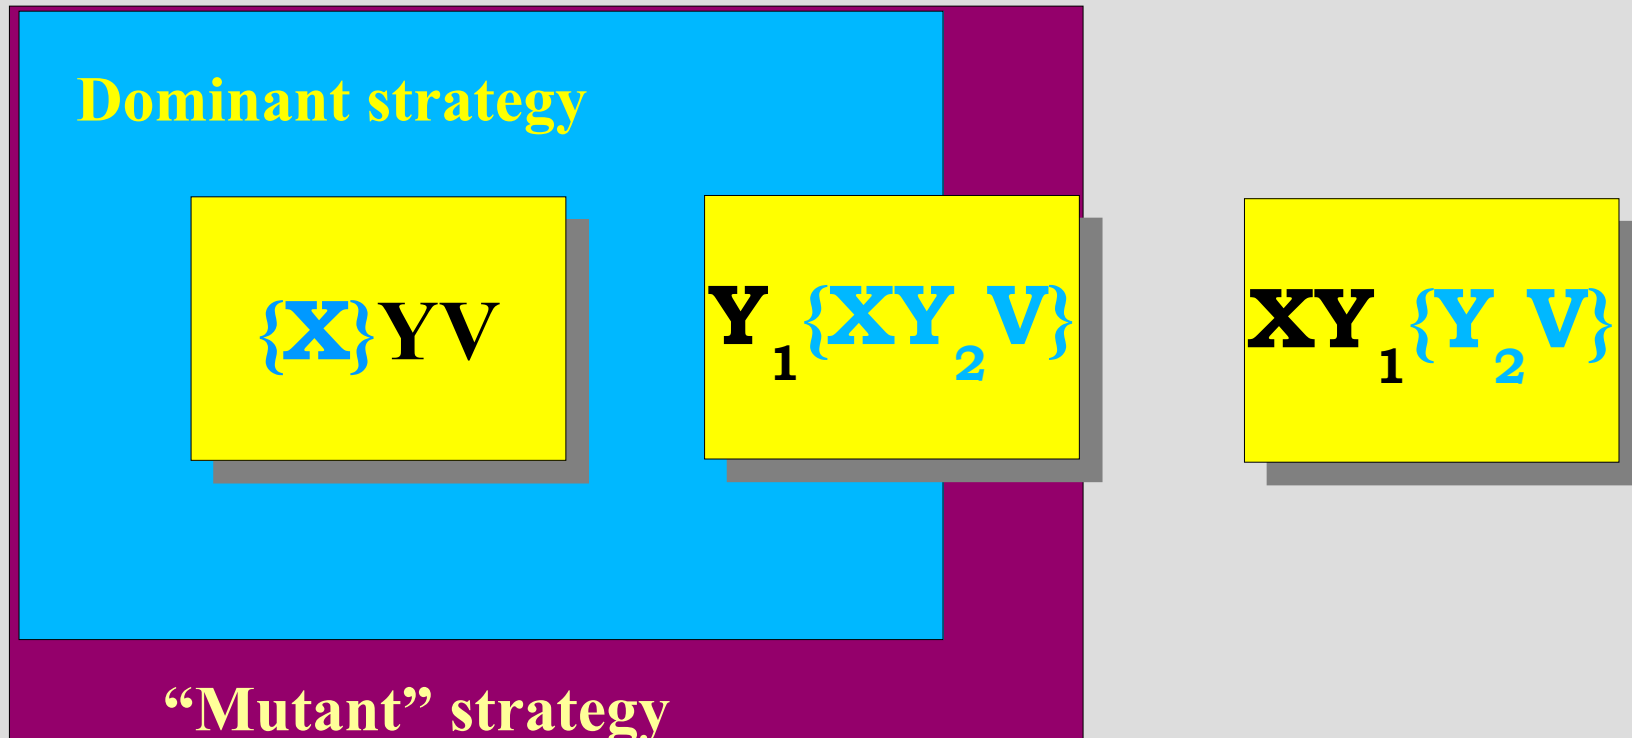 Dominant strategy
{X}YV
Y1{XY2V}
XY1{Y2V}
“Mutant” strategy